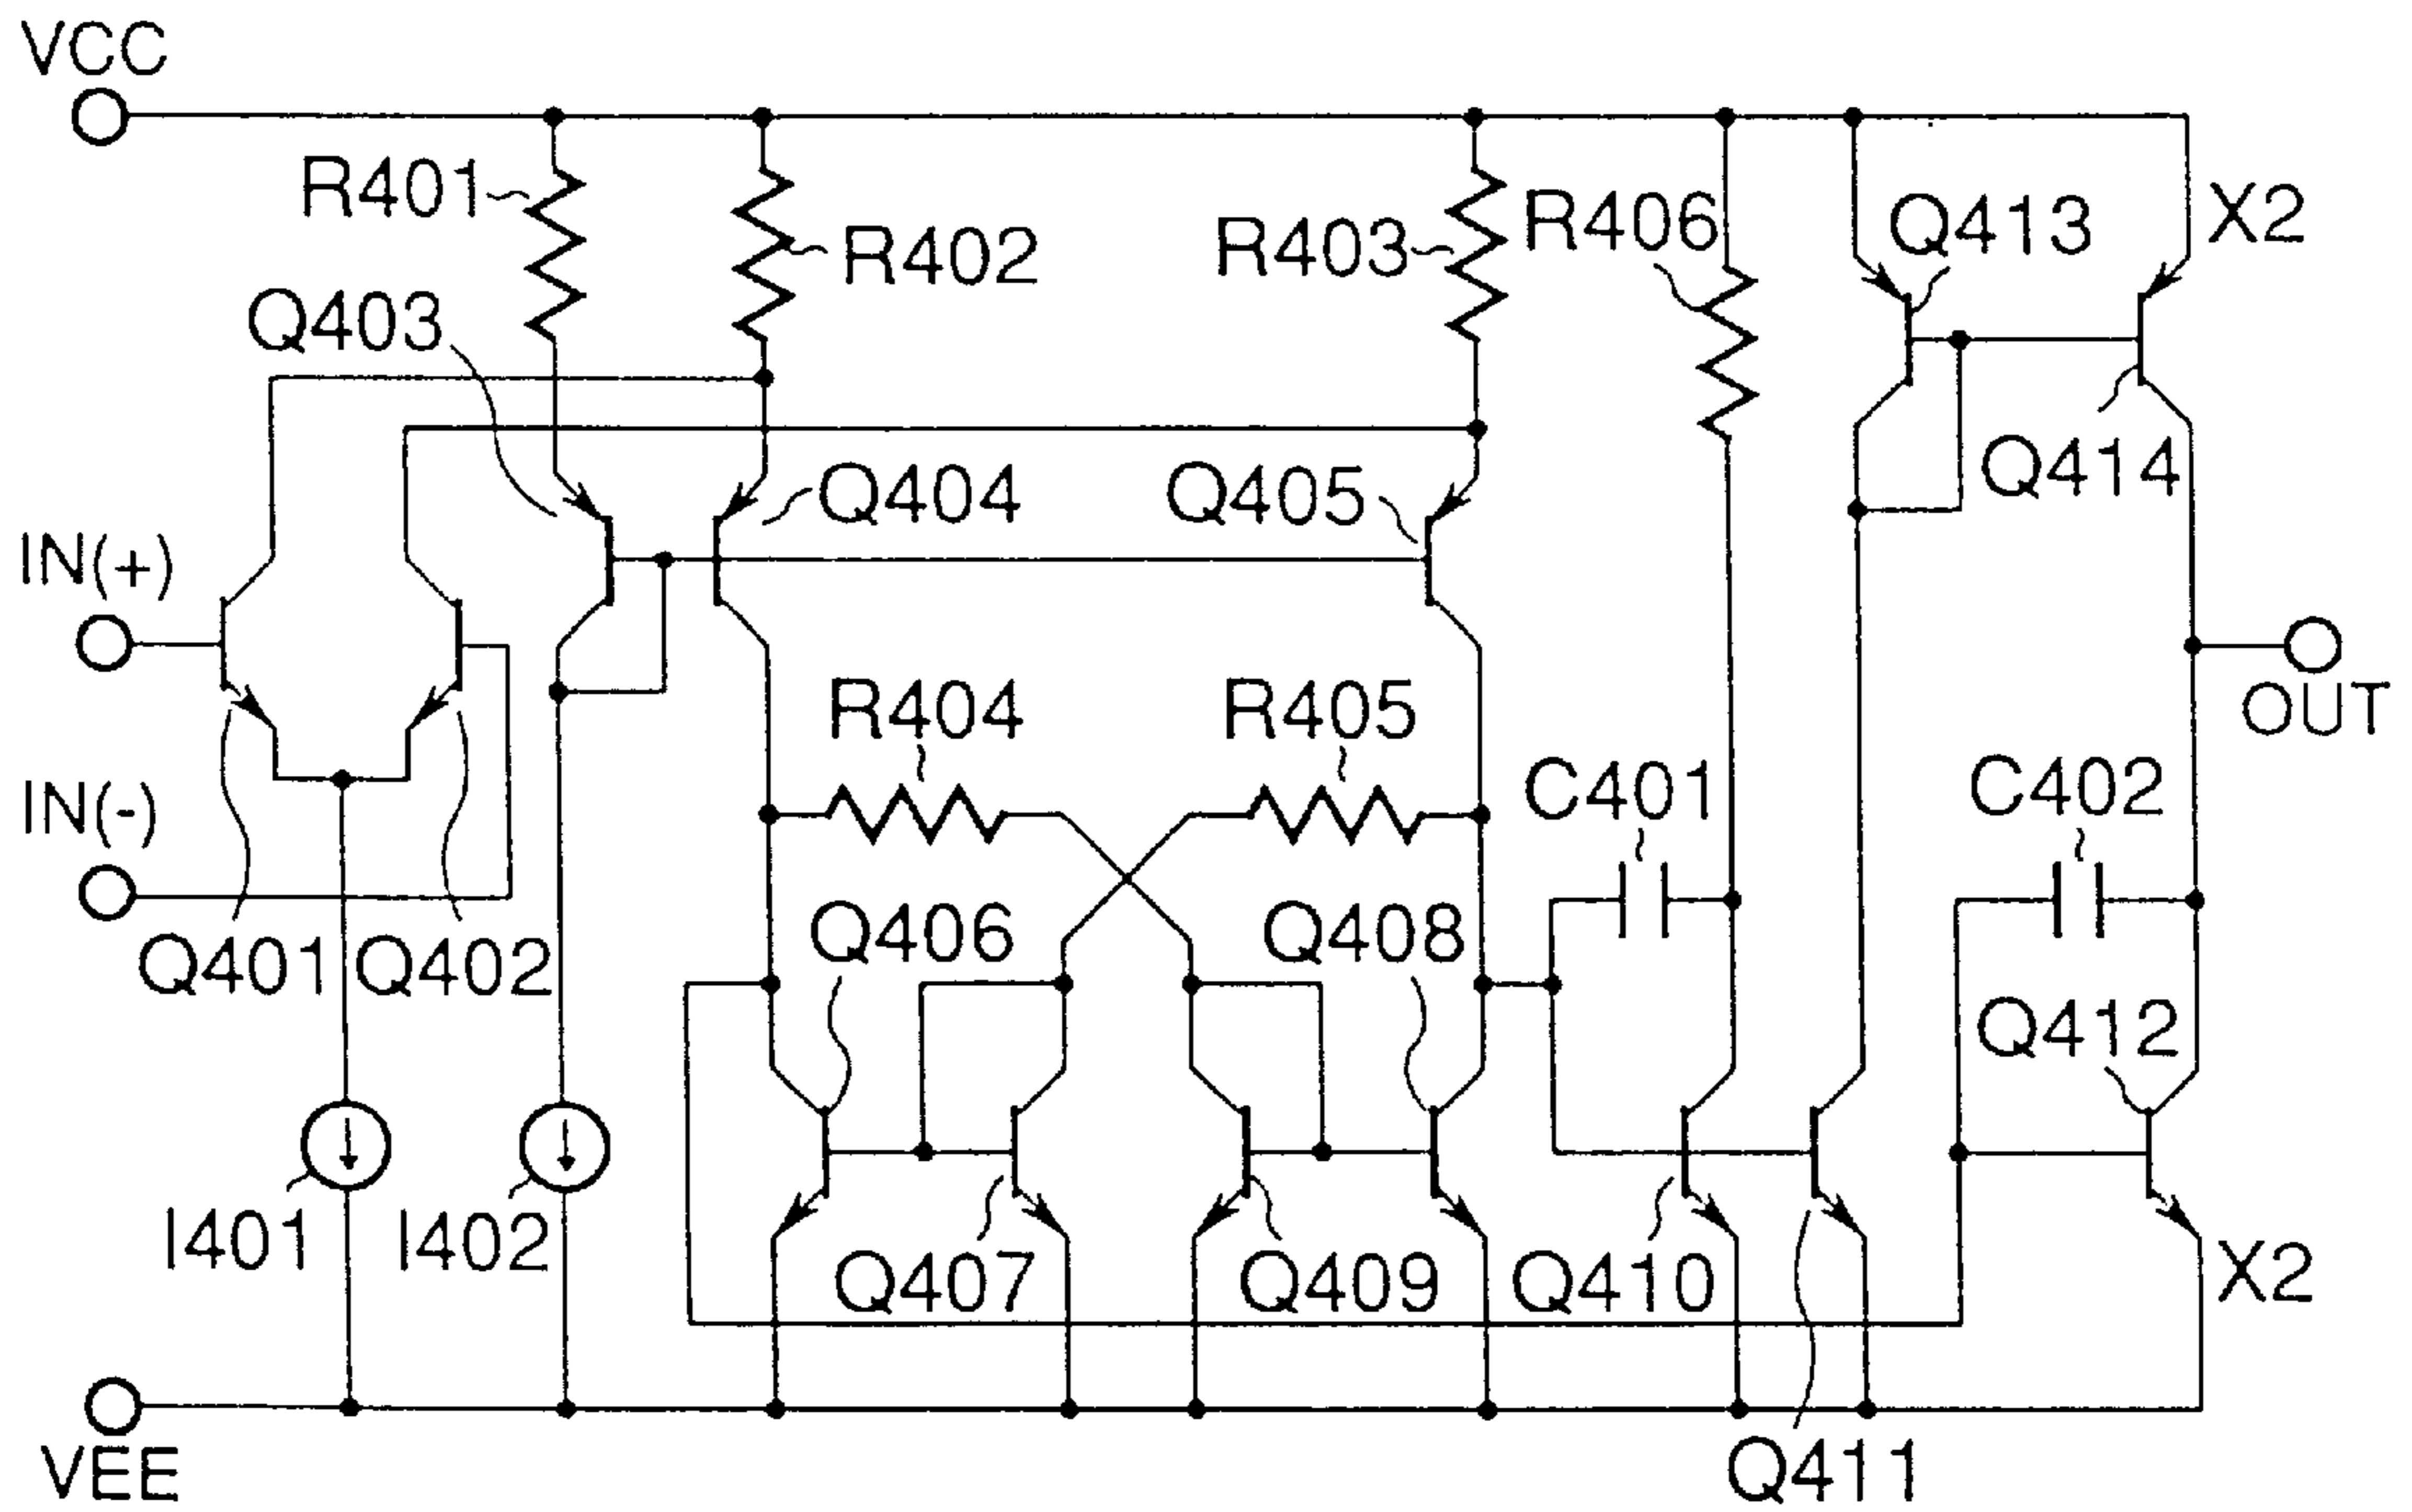 VCC
R401
R402
R403
R406
Q413
X2
Q403
Q404
Q405
Q414
IN(+)
R404
R405
OUT
IN(-)
C401
C402
Q401
Q402
Q406
Q408
Q412
I401
I402
Q407
Q409
Q410
X2
VEE
Q411